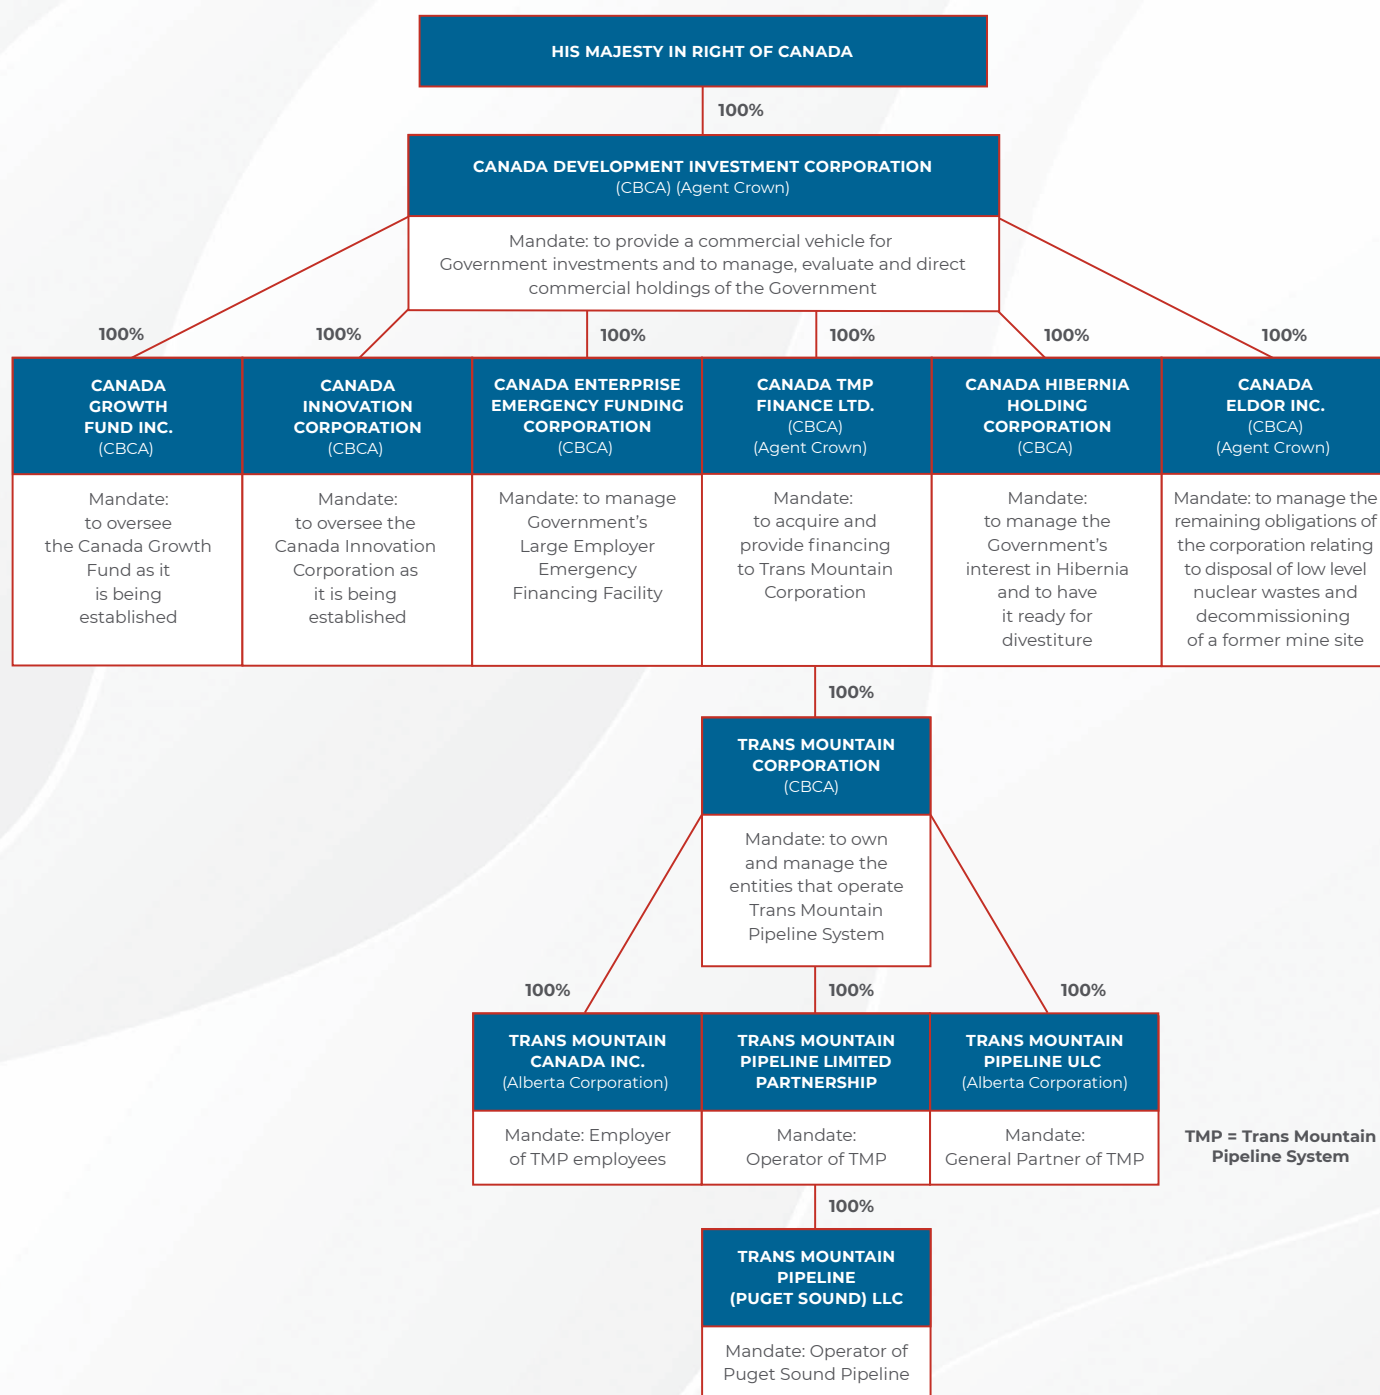 HIS MAJESTY IN RIGHT OF CANADA
100%
CANADA DEVELOPMENT INVESTMENT CORPORATION
(CBCA) (Agent Crown)
Mandate: to provide a commercial vehicle for
Government investments and to manage, evaluate and direct
commercial holdings of the Government
100%
100%
100%
100%
100%
100%
CANADA
GROWTH
FUND INC.
(CBCA)
Mandate:
to oversee
the Canada Growth
Fund as it
is being
established
CANADA
INNOVATION
CORPORATION
(CBCA)
Mandate:
to oversee the
Canada Innovation
Corporation as
it is being
established
CANADA ENTERPRISE
EMERGENCY FUNDING
CORPORATION
(CBCA)
Mandate: to manage
Government’s
Large Employer
Emergency
Financing Facility
CANADA TMP
FINANCE LTD.
(CBCA)
(Agent Crown)
Mandate:
to acquire and
provide financing
to Trans Mountain
Corporation
CANADA HIBERNIA
HOLDING
CORPORATION
(CBCA)
Mandate:
to manage the
Government’s
interest in Hibernia
and to have
it ready for
divestiture
CANADA
ELDOR INC.
(CBCA)
(Agent Crown)
Mandate: to manage the
remaining obligations of
the corporation relating
to disposal of low level
nuclear wastes and
decommissioning
of a former mine site
100%
TRANS MOUNTAIN
CORPORATION
(CBCA)
Mandate: to own
and manage the
entities that operate
Trans Mountain
Pipeline System
100%
100%
100%
TRANS MOUNTAIN
CANADA INC.
(Alberta Corporation)
Mandate: Employer
of TMP employees
TRANS MOUNTAIN
PIPELINE LIMITED
PARTNERSHIP
Mandate:
Operator of TMP
TRANS MOUNTAIN
PIPELINE ULC
(Alberta Corporation)
Mandate:
General Partner of TMP
TMP = Trans Mountain
Pipeline System
100%
TRANS MOUNTAIN
PIPELINE
(PUGET SOUND) LLC
Mandate: Operator of
Puget Sound Pipeline